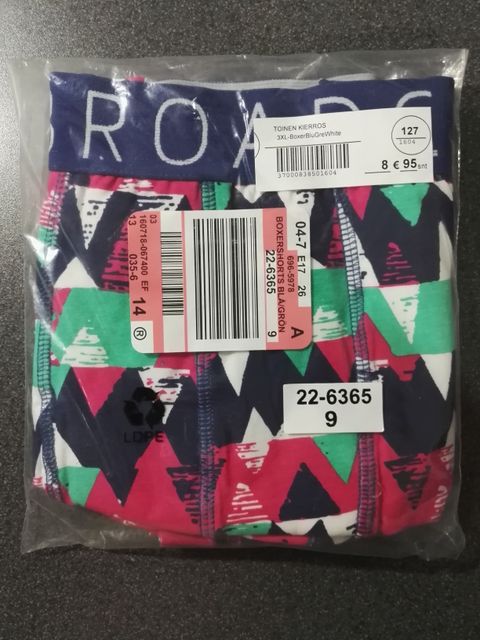 ROADS
TOINEN KIERROS
3XL-BoxerBluGreWhite
37000838501604
127
1604
8 € 95 snt
03
160718-067400 EF
13 035-6 14 ®
04-7 E17 26
696-5978 A
BOXERSHORTS BLÅ/GRÖN
22-6365 9
22-6365
9
LDPE